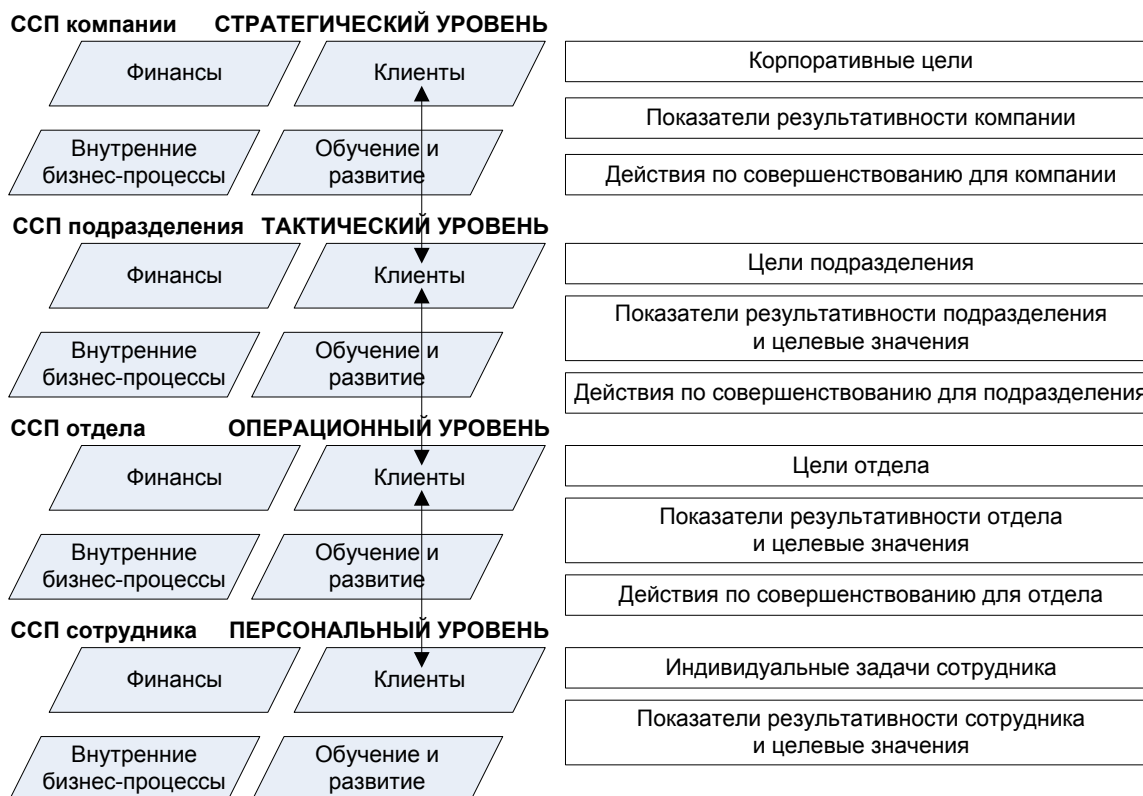 ССП компании СТРАТЕГИЧЕСКИЙ УРОВЕНЬ
Финансы
Клиенты
Внутренние
бизнес-процессы
Обучение и
развитие
Корпоративные цели
Показатели результативности компании
Действия по совершенствованию для компании
ССП подразделения ТАКТИЧЕСКИЙ УРОВЕНЬ
Финансы
Клиенты
Внутренние
бизнес-процессы
Обучение и
развитие
Цели подразделения
Показатели результативности подразделения
и целевые значения
Действия по совершенствованию для подразделения
ССП отдела ОПЕРАЦИОННЫЙ УРОВЕНЬ
Финансы
Клиенты
Внутренние
бизнес-процессы
Обучение и
развитие
Цели отдела
Показатели результативности отдела
и целевые значения
Действия по совершенствованию для отдела
ССП сотрудника ПЕРСОНАЛЬНЫЙ УРОВЕНЬ
Финансы
Клиенты
Внутренние
бизнес-процессы
Обучение и
развитие
Индивидуальные задачи сотрудника
Показатели результативности сотрудника
и целевые значения